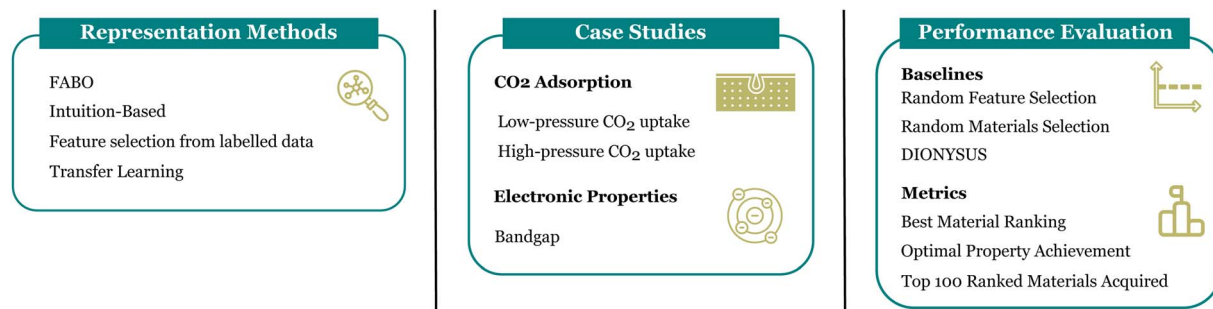 Representation Methods
FABO
Intuition-Based
Feature selection from labelled data
Transfer Learning
Case Studies
CO2 Adsorption
Low-pressure CO₂ uptake
High-pressure CO₂ uptake
Electronic Properties
Bandgap
Performance Evaluation
Baselines
Random Feature Selection
Random Materials Selection
DIONYSUS
Metrics
Best Material Ranking
Optimal Property Achievement
Top 100 Ranked Materials Acquired